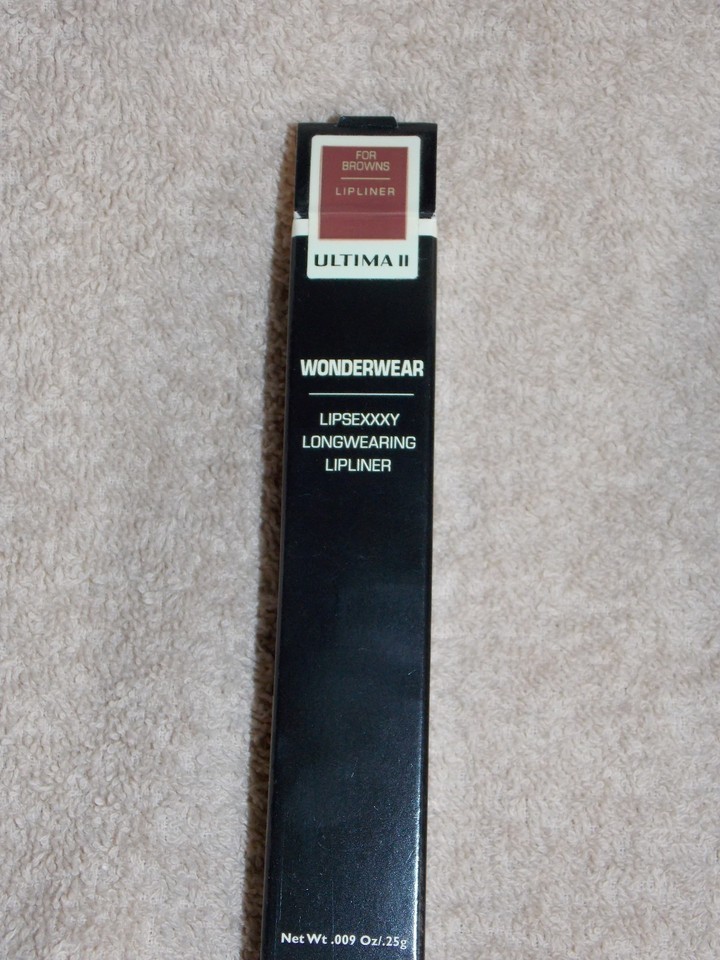 FOR
BROWNS
LIPLINER
ULTIMA II
WONDERWEAR
LIPSEXXXY
LONGWEARING
LIPLINER
Net Wt .009 Oz/.25g